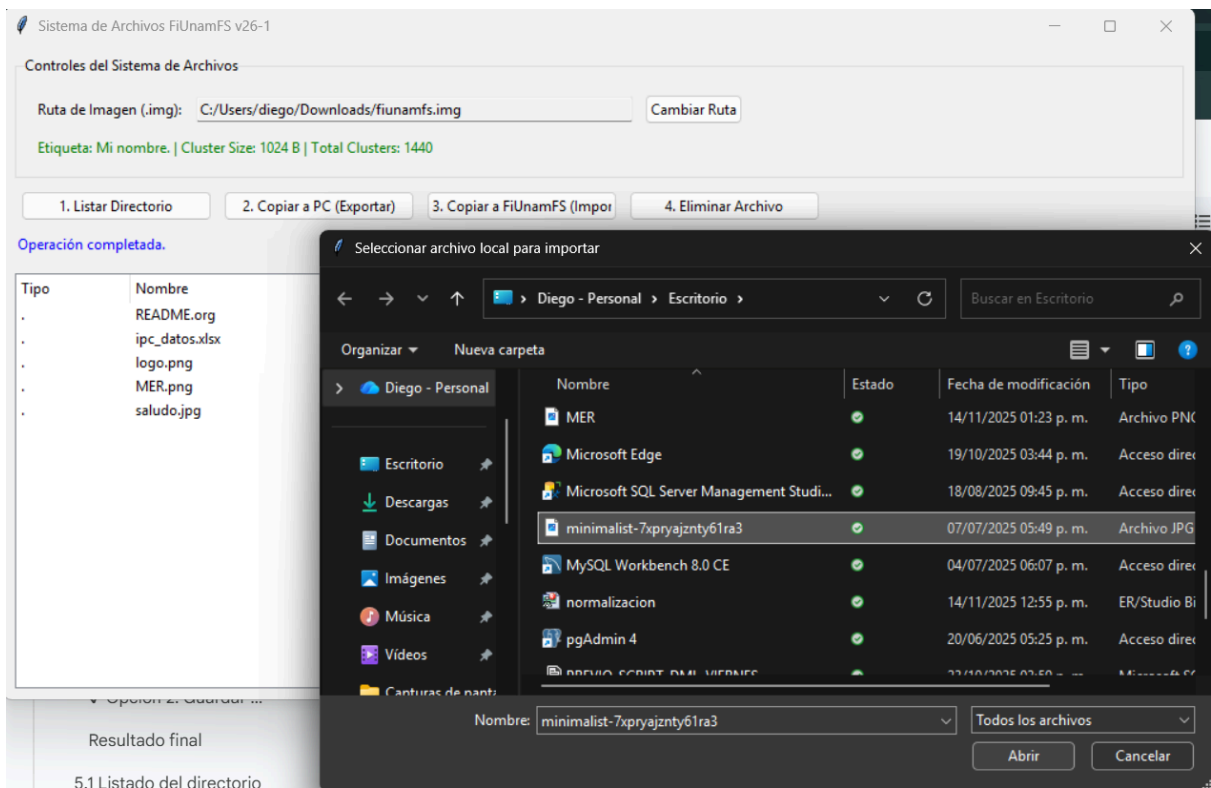 Sistema de Archivos FiUnamFS v26-1
Controles del Sistema de Archivos
Ruta de Imagen (.img): C:/Users/diego/Downloads/fiunamfs.img Cambiar Ruta
Etiqueta: Mi nombre. | Cluster Size: 1024 B | Total Clusters: 1440
1. Listar Directorio 2. Copiar a PC (Exportar) 3. Copiar a FiUnamFS (Impor 4. Eliminar Archivo
Operación completada.
Tipo Nombre
. README.org
. ipc_datos.xlsx
. logo.png
. MER.png
. saludo.jpg
Seleccionar archivo local para importar
Diego - Personal > Escritorio > Buscar en Escritorio
Organizar Nueva carpeta
Diego - Personal
Escritorio
Descargas
Documentos
Imágenes
Música
Vídeos
Capturas de panta
Nombre Estado Fecha de modificación Tipo
MER 14/11/2025 01:23 p. m. Archivo PNG
Microsoft Edge 19/10/2025 03:44 p. m. Acceso direc
Microsoft SQL Server Management Studi... 18/08/2025 09:45 p. m. Acceso direc
minimalist-7xpryajznty61ra3 07/07/2025 05:49 p. m. Archivo JPG
MySQL Workbench 8.0 CE 04/07/2025 06:07 p. m. Acceso direc
normalizacion 14/11/2025 12:55 p. m. ER/Studio Bi
pgAdmin 4 20/06/2025 05:25 p. m. Acceso direc
PREVIO_SCRIPT_DML_VIERNES
Nombre: minimalist-7xpryajznty61ra3 Todos los archivos
Abrir Cancelar
Opción 2: Guardar ...
Resultado final
5.1 Listado del directorio